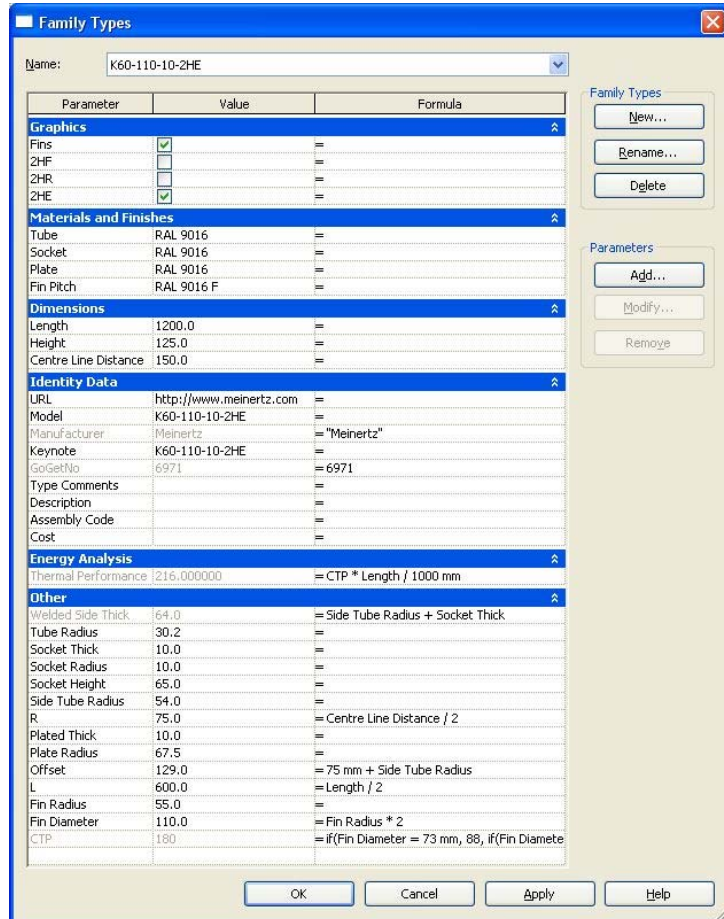 Family Types
Name: K60-110-10-2HE
Parameter Value Formula
Graphics
Fins =
2HF =
2HR =
2HE =
Materials and Finishes
Tube RAL 9016 =
Socket RAL 9016 =
Plate RAL 9016 =
Fin Pitch RAL 9016 F =
Dimensions
Length 1200.0 =
Height 125.0 =
Centre Line Distance 150.0 =
Identity Data
URL http://www.meinertz.com =
Model K60-110-10-2HE =
Manufacturer Meinertz = "Meinertz"
Keynote K60-110-10-2HE =
GoGetNo 6971 = 6971
Type Comments =
Description =
Assembly Code =
Cost =
Energy Analysis
Thermal Performance 216.000000 = CTP * Length / 1000 mm
Other
Welded Side Thick 64.0 = Side Tube Radius + Socket Thick
Tube Radius 30.2 =
Socket Thick 10.0 =
Socket Radius 10.0 =
Socket Height 65.0 =
Side Tube Radius 54.0 =
R 75.0 = Centre Line Distance / 2
Plated Thick 10.0 =
Plate Radius 67.5 =
Offset 129.0 = 75 mm + Side Tube Radius
L 600.0 = Length / 2
Fin Radius 55.0 =
Fin Diameter 110.0 = Fin Radius * 2
CTP 180 = if(Fin Diameter = 73 mm, 88, if(Fin Diamete
Family Types
New...
Rename...
Delete
Parameters
Add...
Modify...
Remove
OK Cancel Apply Help